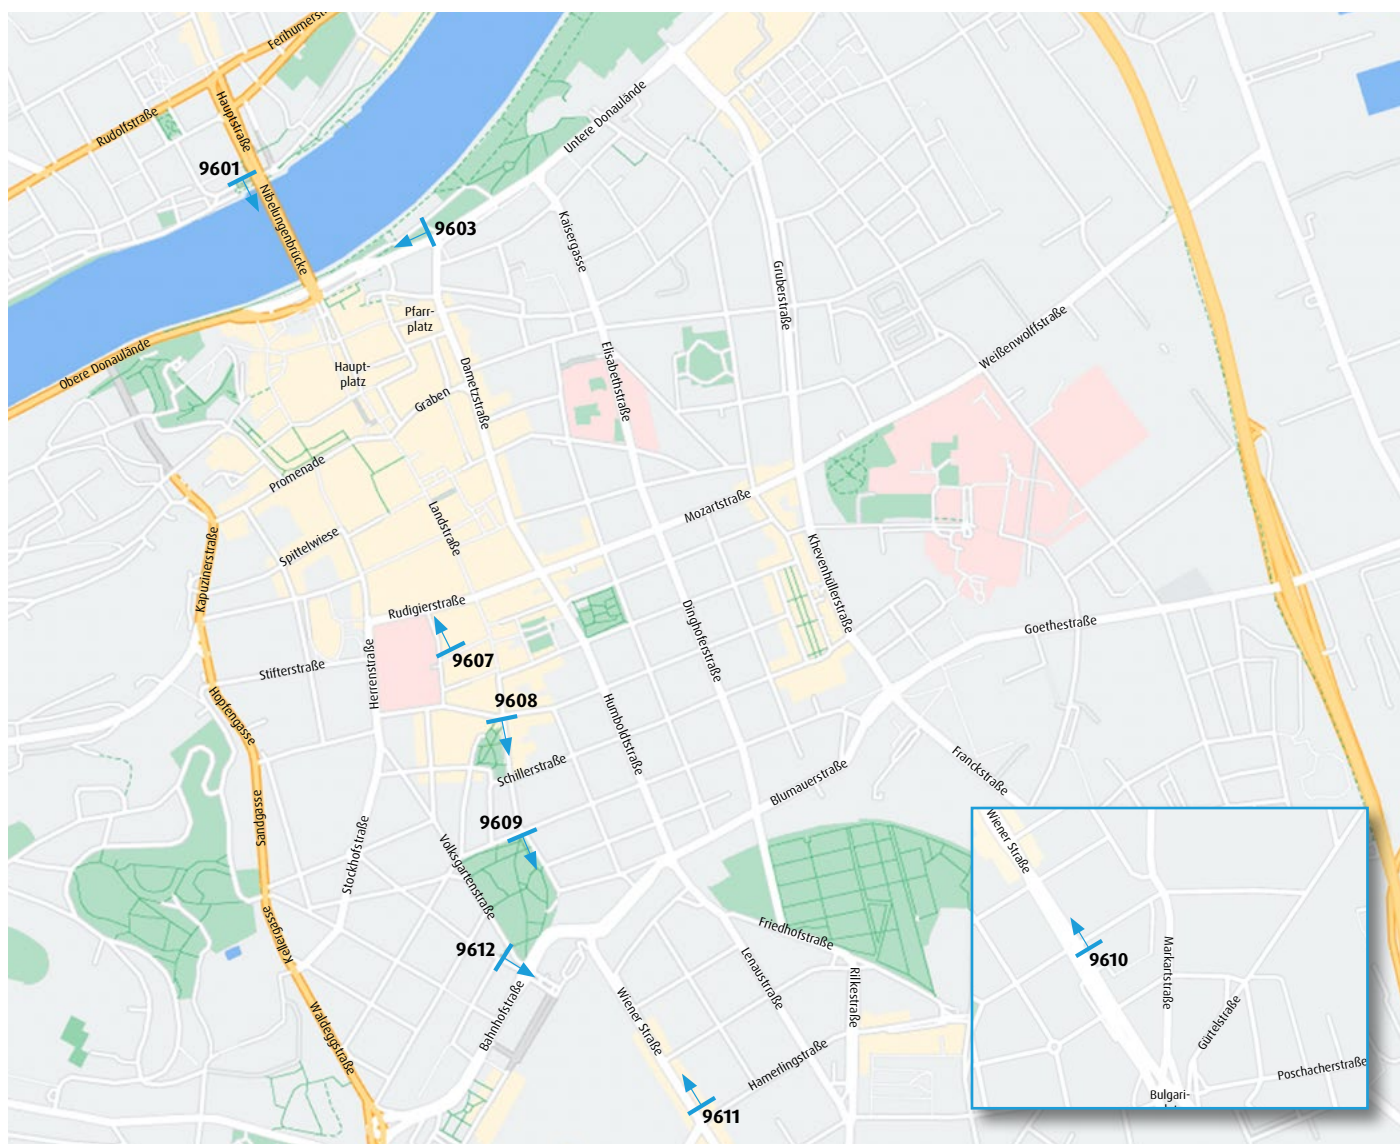 Ferihumerstr
Hauptstraße
Rudolfstraße
Untere Donaulände
9601
Nibelungenbrücke
9603
Kaisergasse
Gruberstraße
Pfarr-
platz
Weißenwolffstraße
Obere Donaulände
Haupt-
platz
Elisabethstraße
Dametzstraße
Graben
Promenade
Mozartstraße
Landstraße
Spittelwiese
Kapuzinerstraße
Khevenhüllerstraße
Rudigierstraße
Dinghoferstraße
Goethestraße
9607
Stifterstraße
Herrenstraße
Hopfengasse
9608
Humboldtstraße
Schillerstraße
Blumauerstraße
Franckstraße
Sandgasse
9609
Wiener Straße
Stockhofstraße
Volksgartenstraße
Kellergasse
Friedhofstraße
9612
9610
Markartstraße
Lenaustraße
Rilkestraße
Bahnhofstraße
Wiener Straße
Waldeggstraße
Gürtelstraße
Hamerlingstraße
Poschacherstraße
Bulgari-
9611